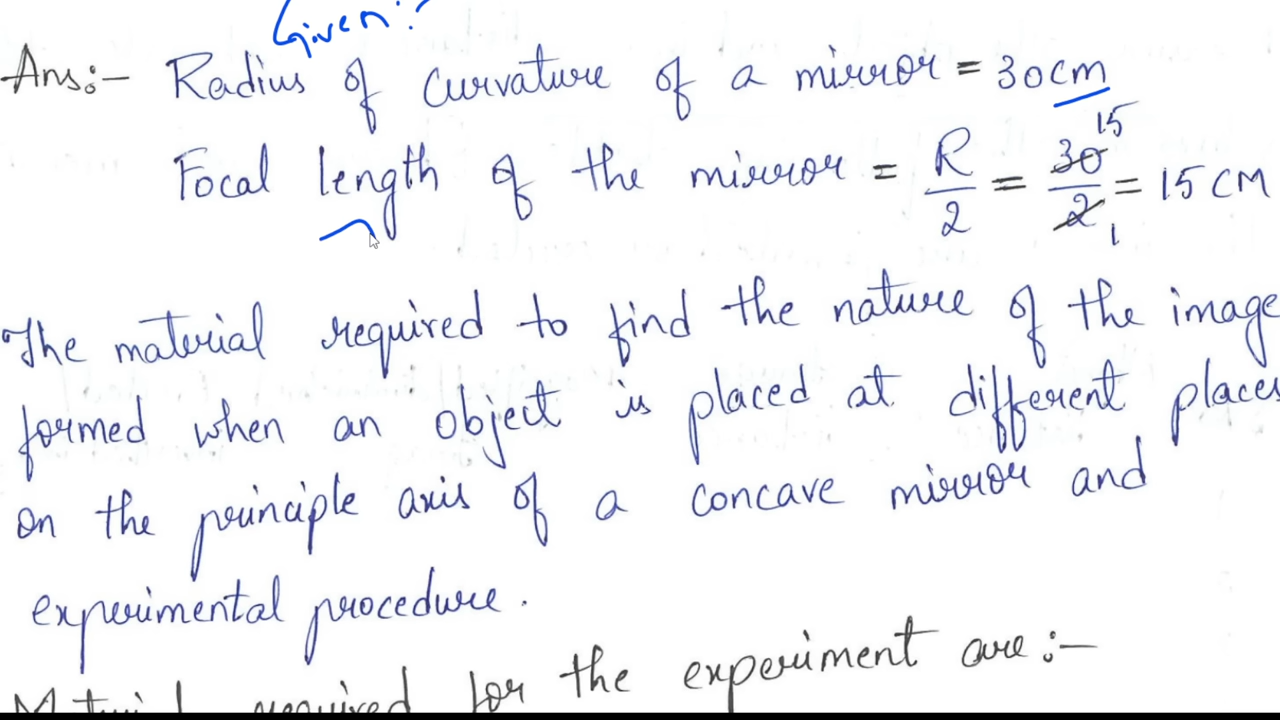 Given:-
Ans:- Radius of curvature of a mirror = 30cm
Focal length of the mirror = R/2 = 30/2 = 15 CM
15
1
The material required to find the nature of the image
formed when an object is placed at different places
on the principle axis of a concave mirror and
experimental procedure.
required for the experiment are:-